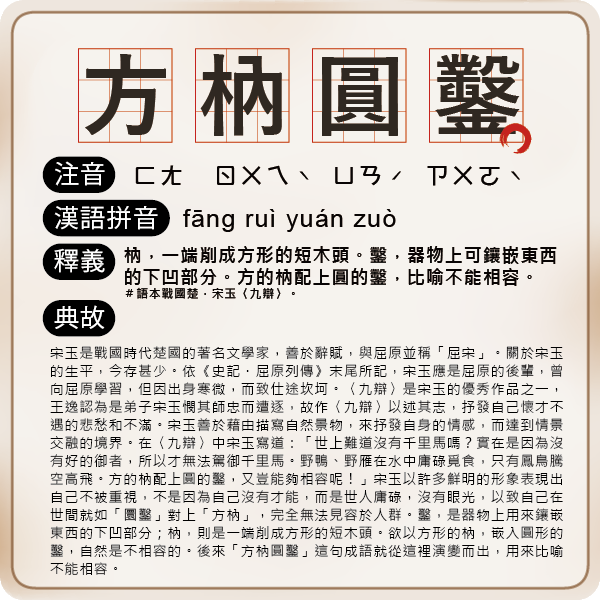 方枘圓鑿
注音 ㄈㄤ ㄖㄨㄟˋ ㄩㄢˊ ㄗㄨㄛˋ
漢語拼音 fāng ruì yuán zuò
釋義 枘，一端削成方形的短木頭。鑿，器物上可鑲嵌東西
的下凹部分。方的枘配上圓的鑿，比喻不能相容。
＃語本戰國楚．宋玉〈九辯〉。
典故
宋玉是戰國時代楚國的著名文學家，善於辭賦，與屈原並稱「屈宋」。關於宋玉
的生平，今存甚少。依《史記．屈原列傳》末尾所記，宋玉應是屈原的後輩，曾
向屈原學習，但因出身寒微，而致仕途坎坷。〈九辯〉是宋玉的優秀作品之一，
王逸認為是弟子宋玉憫其師忠而遭逐，故作〈九辯〉以述其志，抒發自己懷才不
遇的悲愁和不滿。宋玉善於藉由描寫自然景物，來抒發自身的情感，而達到情景
交融的境界。在〈九辯〉中宋玉寫道：「世上難道沒有千里馬嗎？實在是因為沒
有好的御者，所以才無法駕御千里馬。野鴨、野雁在水中庸碌覓食，只有鳳鳥騰
空高飛。方的枘配上圓的鑿，又豈能夠相容呢！」宋玉以許多鮮明的形象表現出
自己不被重視，不是因為自己沒有才能，而是世人庸碌，沒有眼光，以致自己在
世間就如「圜鑿」對上「方枘」，完全無法見容於人群。鑿，是器物上用來鑲嵌
東西的下凹部分；枘，則是一端削成方形的短木頭。欲以方形的枘，嵌入圓形的
鑿，自然是不相容的。後來「方枘圓鑿」這句成語就從這裡演變而出，用來比喻
不能相容。